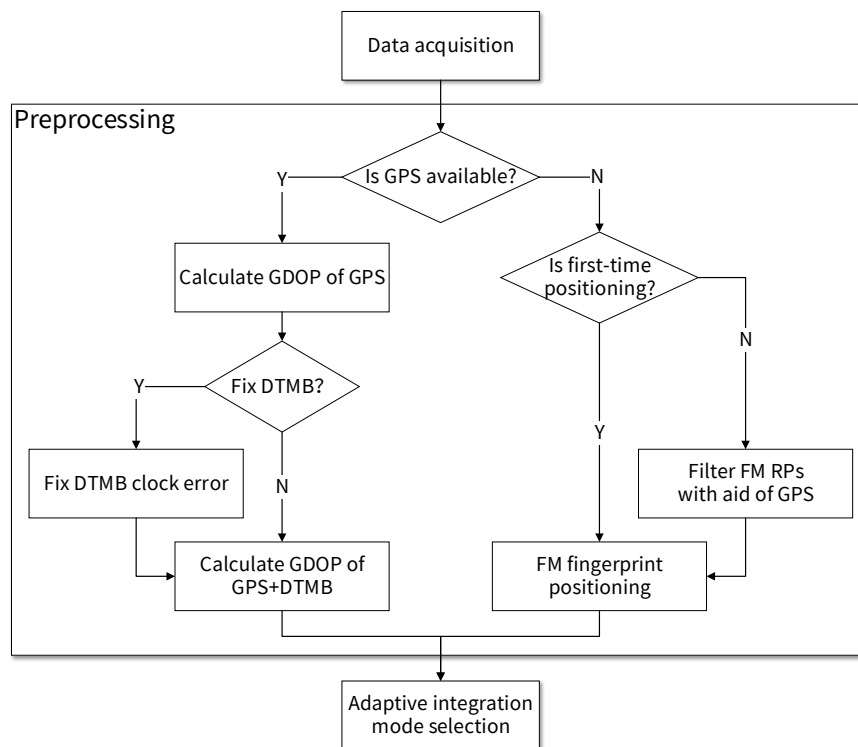 Data acquisition
Preprocessing
Is GPS available?
Y
N
Calculate GDOP of GPS
Is first-time
positioning?
Fix DTMB?
Y
N
N
Y
Fix DTMB clock error
Filter FM RPs
with aid of GPS
Calculate GDOP of
GPS+DTMB
FM fingerprint
positioning
Adaptive integration
mode selection